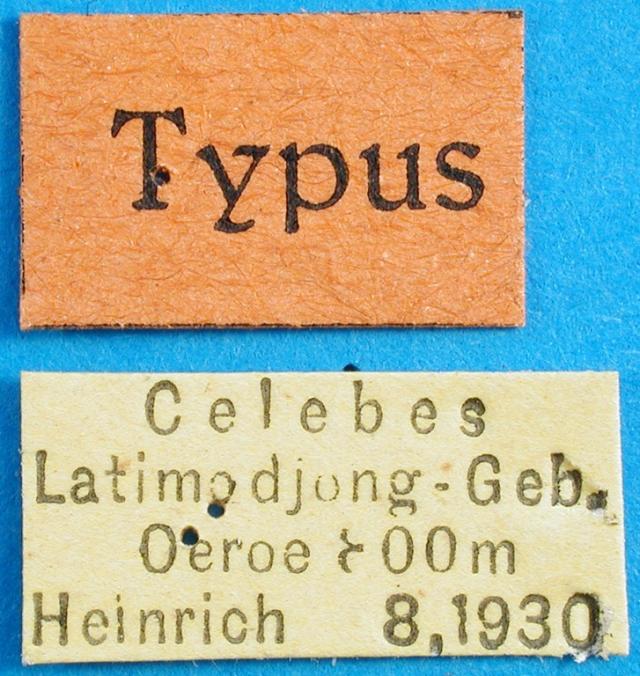 Typus
Celebes
Latimodjong-Geb.
Oeroe
Heinrich 8,1930